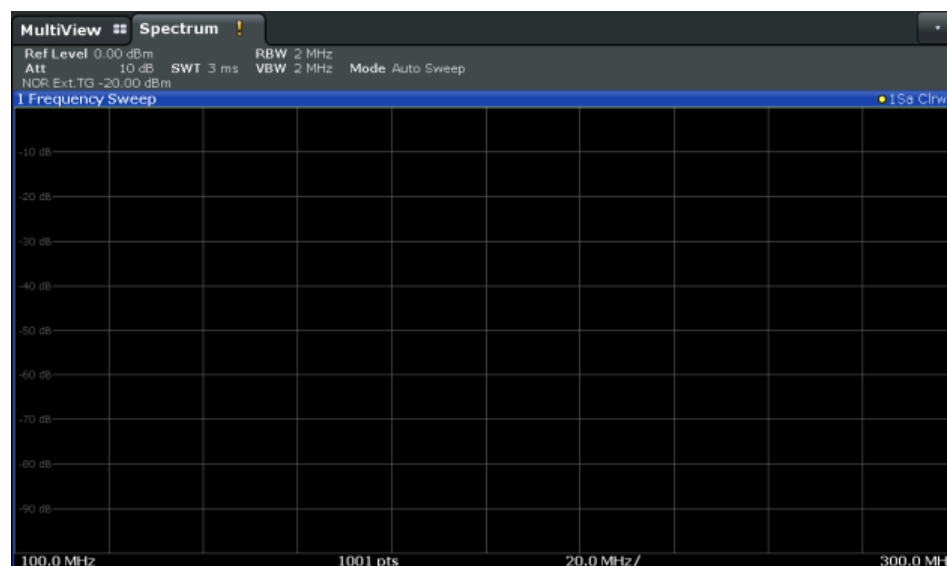 MultiView Spectrum !
Ref Level 0.00 dBm RBW 2 MHz
Att 10 dB SWT 3 ms VBW 2 MHz Mode Auto Sweep
NOR Ext.TG -20.00 dBm
1 Frequency Sweep 1Sa Clrw
-10 dB
-20 dB
-30 dB
-40 dB
-50 dB
-60 dB
-70 dB
-80 dB
-90 dB
100.0 MHz 1001 pts 20.0 MHz/ 300.0 MH